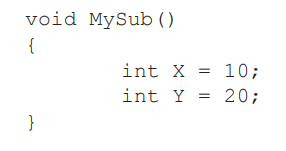 void MySub()
{
int X = 10;
int Y = 20;
}